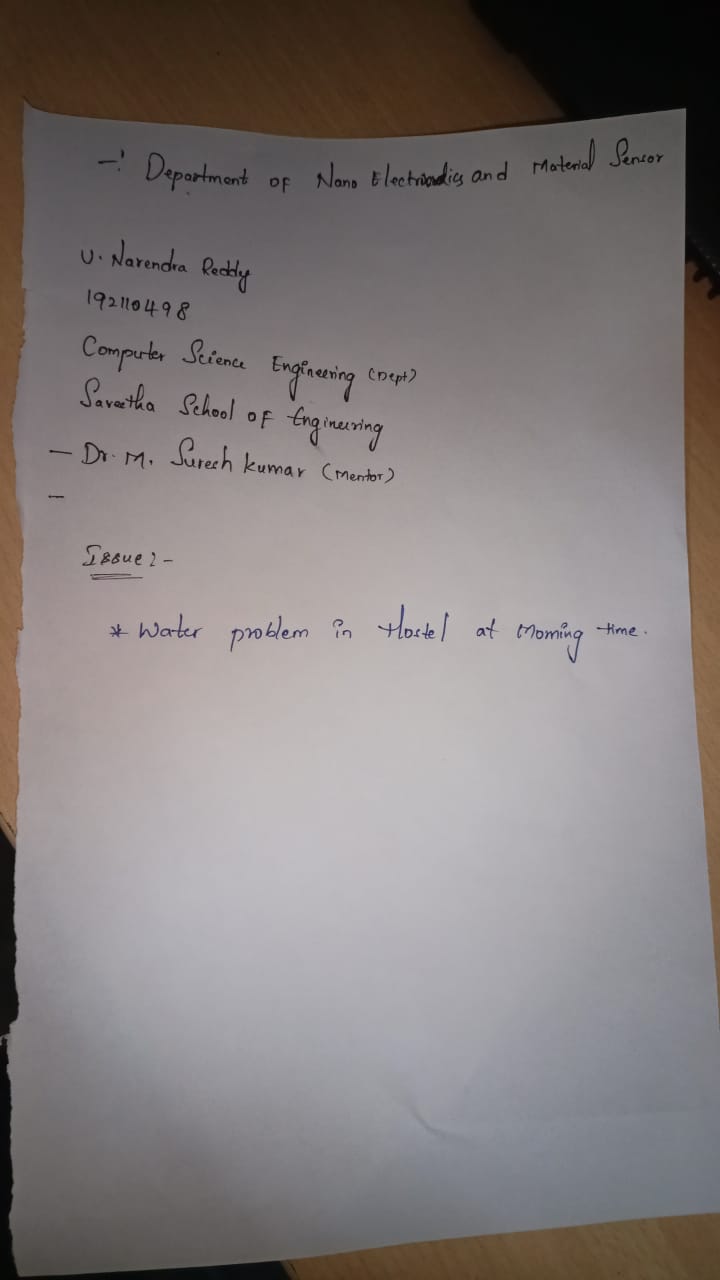 -: Department of Nano Electronics and Material Sensor
U. Narendra Reddy
192110498
Computer Science Engineering (Dept)
Saveetha School of Engineering
- Dr. M. Suresh kumar (Mentor)
-
Issue :-
* Water problem in Hostel at Morning time.